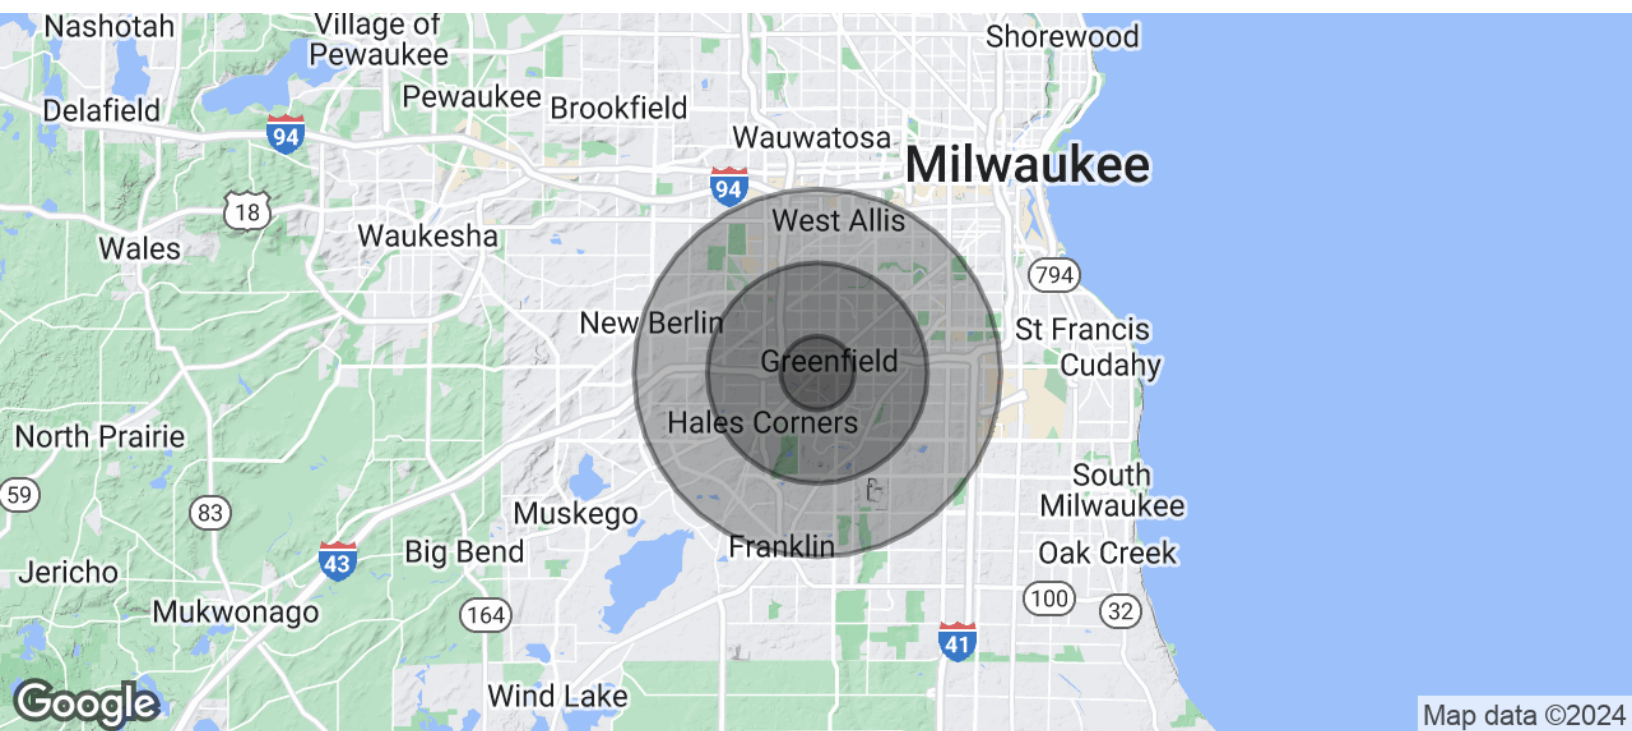 Nashotah
Village of
Pewaukee
Shorewood
Delafield
Pewaukee
Brookfield
94
Wauwatosa
Milwaukee
94
18
West Allis
Wales
Waukesha
794
New Berlin
St Francis
Greenfield
Cudahy
Hales Corners
North Prairie
59
83
Muskego
South
Milwaukee
Franklin
Big Bend
43
Oak Creek
Jericho
100
32
Mukwonago
164
41
Wind Lake
Google
Map data ©2024